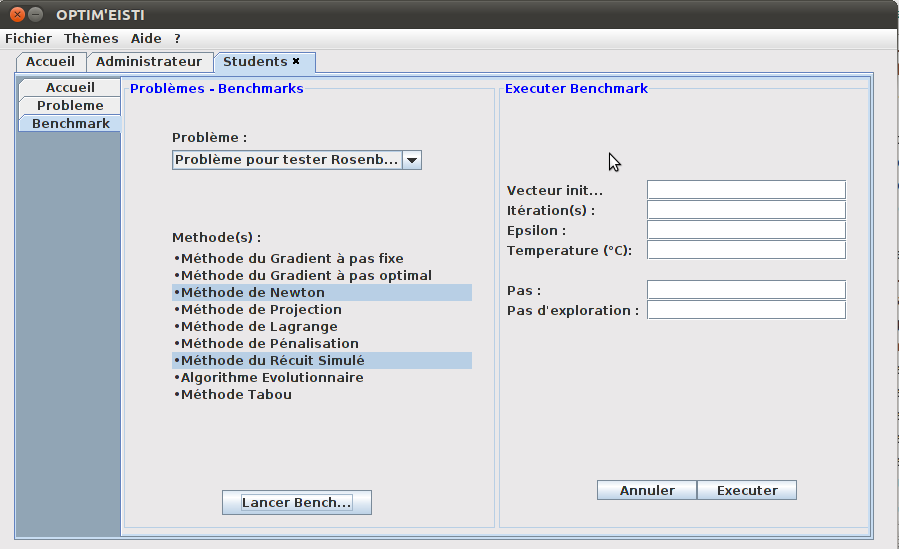 OPTIM'EISTI
Fichier Thèmes Aide ?
Accueil Administrateur Students ×
Accueil
Probleme
Benchmark
Problèmes - Benchmarks
Problème :
Problème pour tester Rosenb...
Methode(s) :
•Méthode du Gradient à pas fixe
•Méthode du Gradient à pas optimal
•Méthode de Newton
•Méthode de Projection
•Méthode de Lagrange
•Méthode de Pénalisation
•Méthode du Récuit Simulé
•Algorithme Evolutionnaire
•Méthode Tabou
Lancer Bench...
Executer Benchmark
Vecteur init...
Itération(s) :
Epsilon :
Temperature (°C):
Pas :
Pas d'exploration :
Annuler Executer